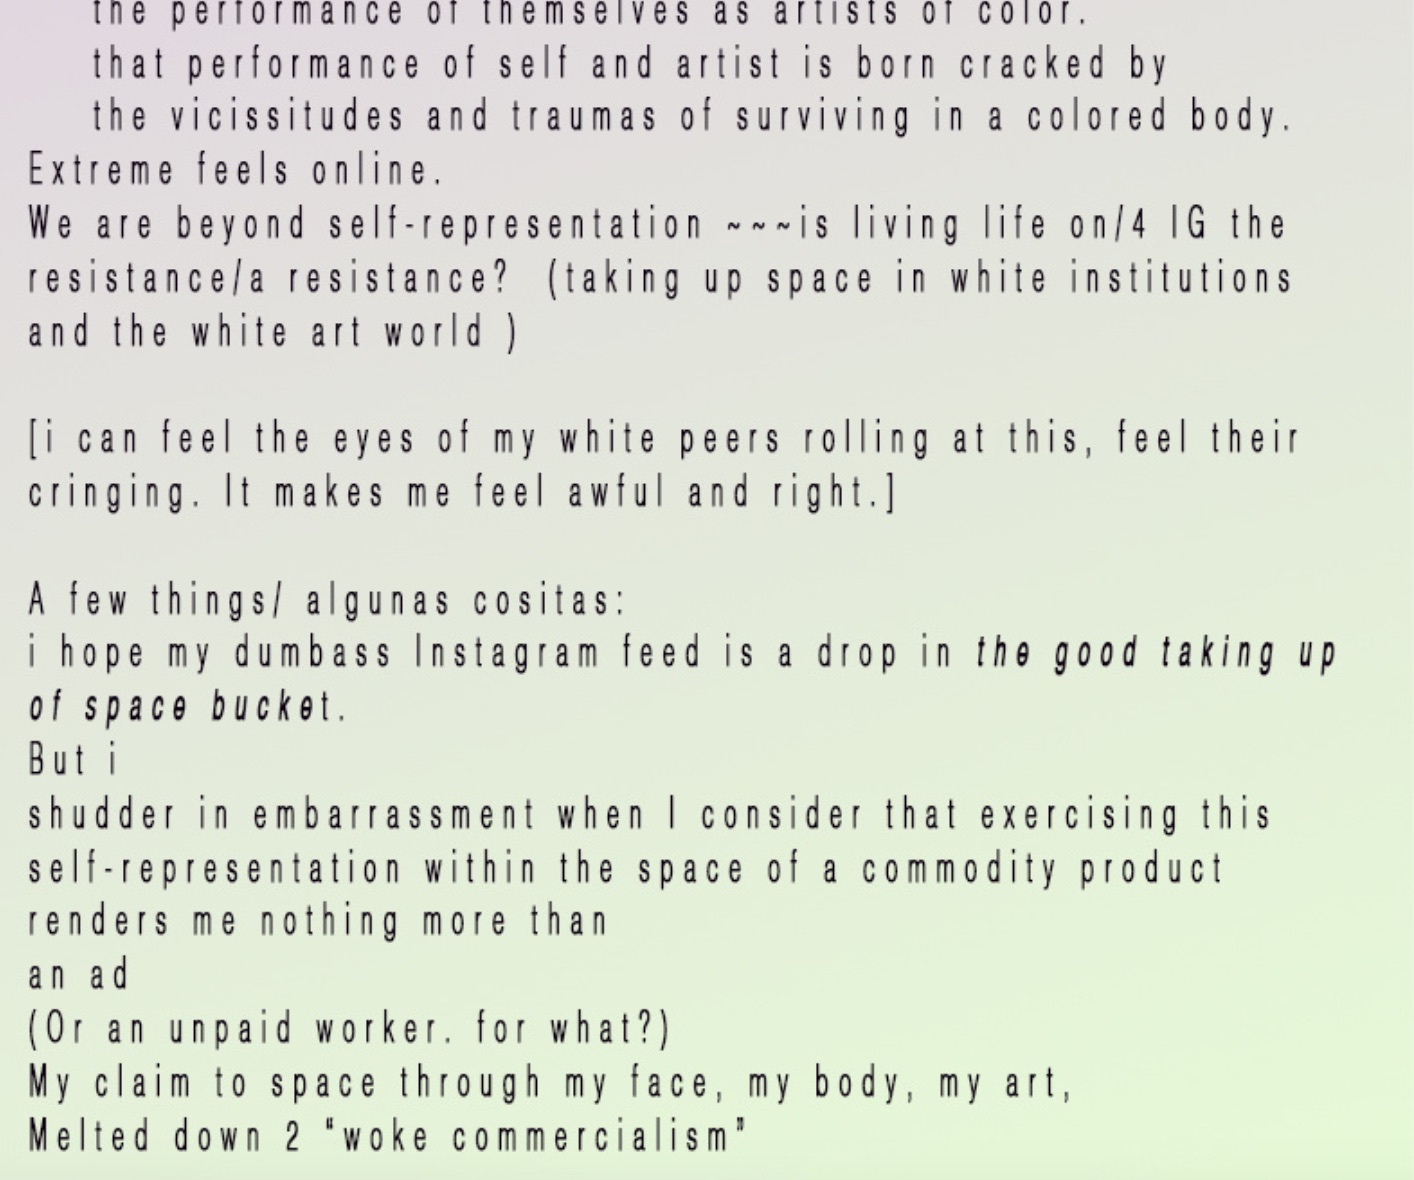 the performance of themselves as artists of color.
that performance of self and artist is born cracked by
the vicissitudes and traumas of surviving in a colored body.
Extreme feels online.
We are beyond self-representation ~~~is living life on/4 IG the
resistance/a resistance? (taking up space in white institutions
and the white art world )
[i can feel the eyes of my white peers rolling at this, feel their
cringing. It makes me feel awful and right.]
A few things/ algunas cositas:
i hope my dumbass Instagram feed is a drop in the good taking up
of space bucket.
But i
shudder in embarrassment when I consider that exercising this
self-representation within the space of a commodity product
renders me nothing more than
an ad
(Or an unpaid worker. for what?)
My claim to space through my face, my body, my art,
Melted down 2 "woke commercialism"